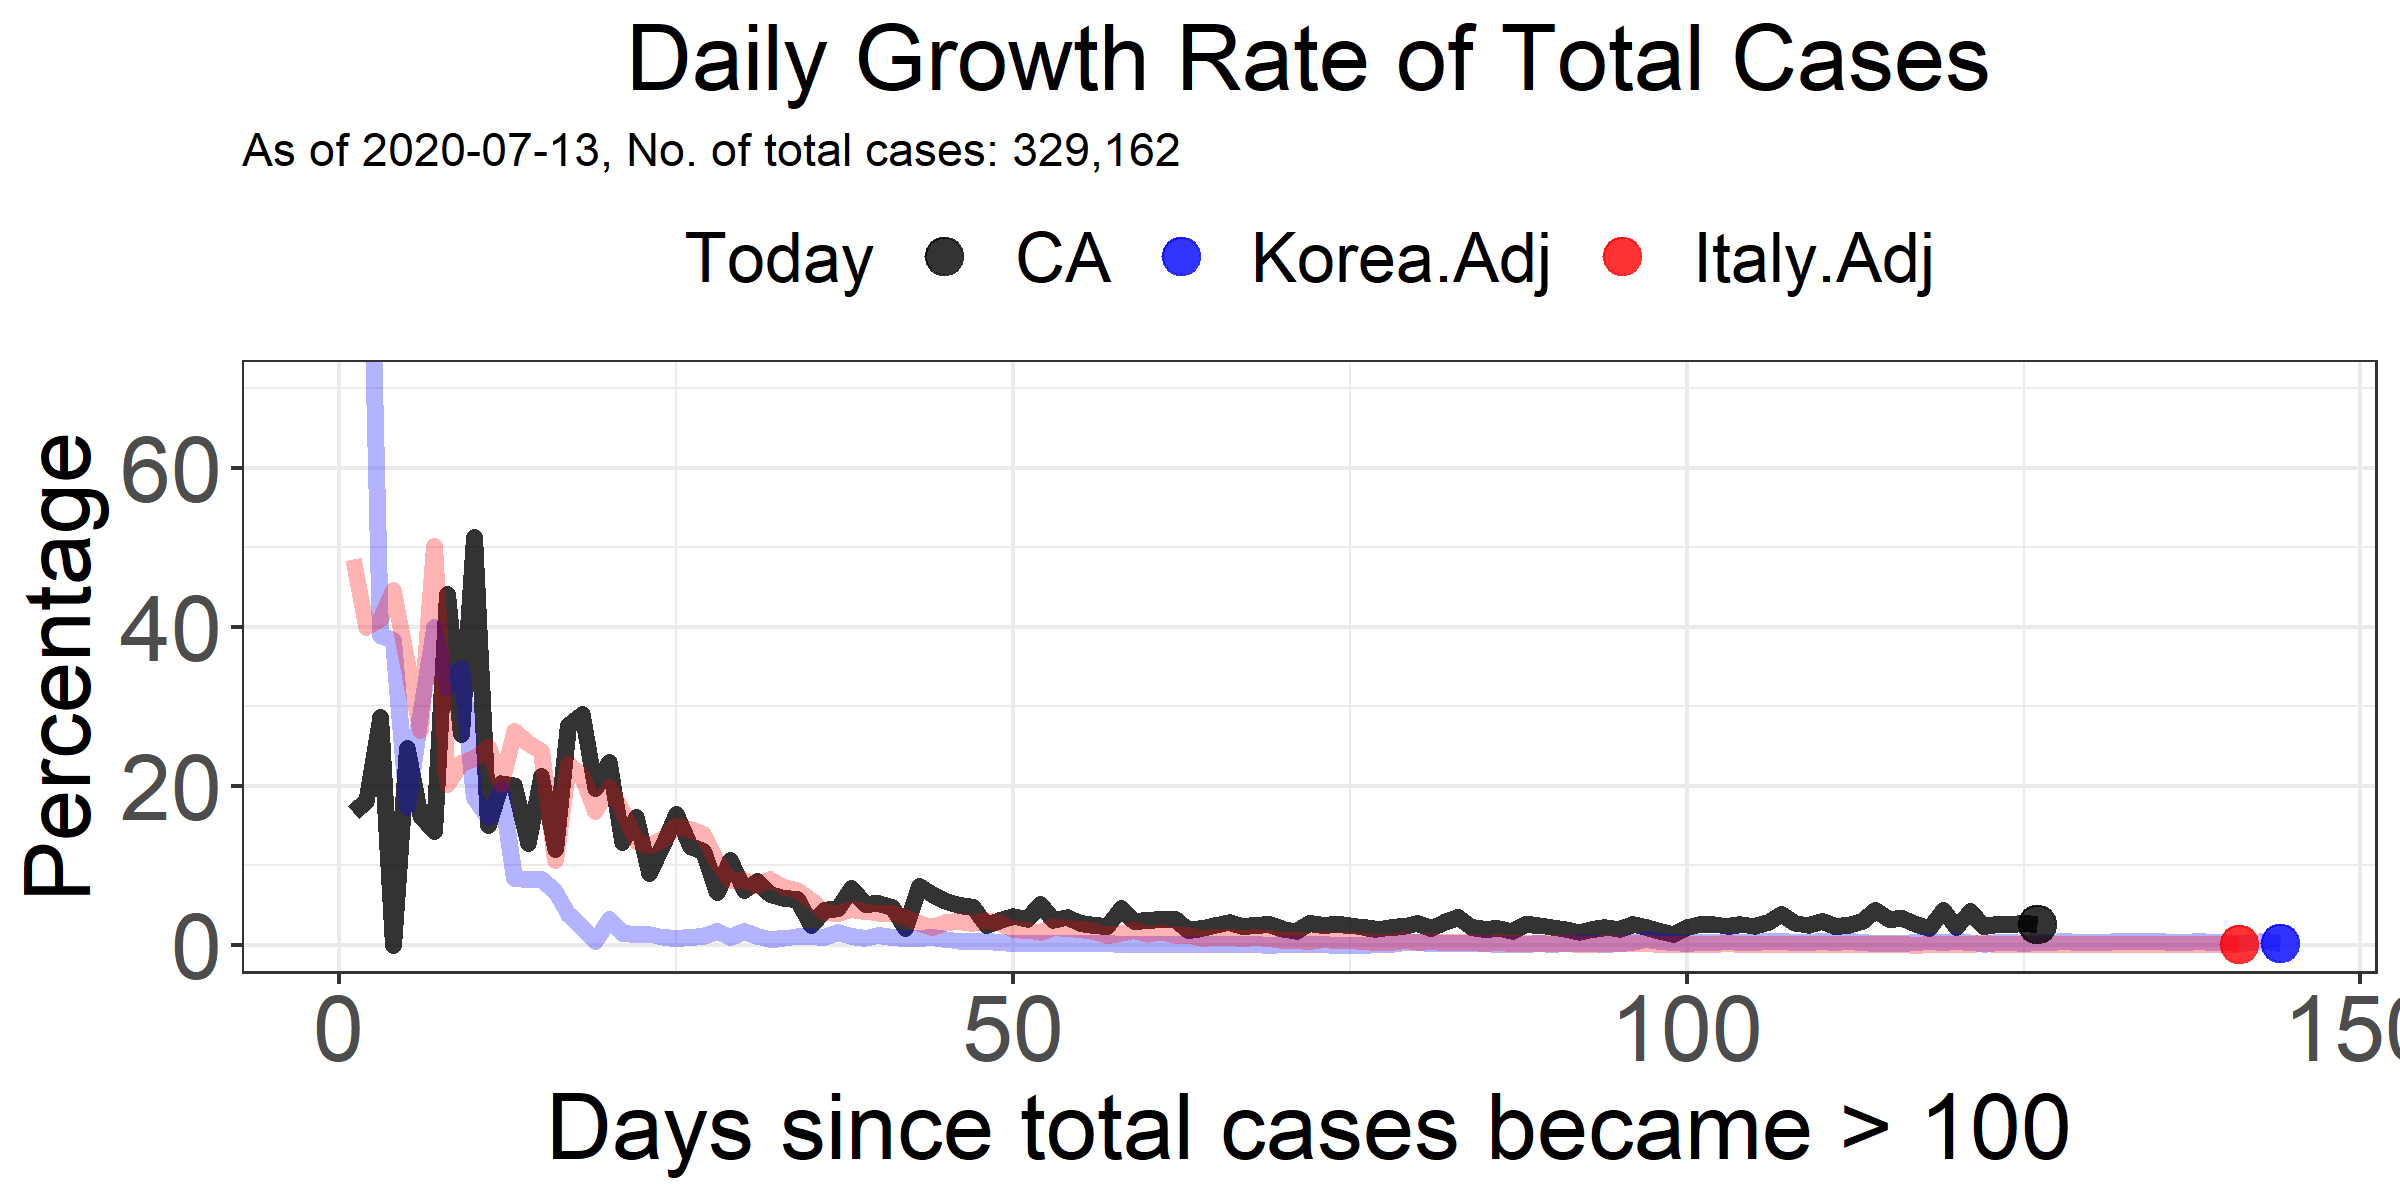 Daily Growth Rate of Total Cases
As of 2020-07-13, No. of total cases: 329,162
Today CA Korea.Adj Italy.Adj
Percentage
60
40
20
0
0 50 100 150
Days since total cases became > 100